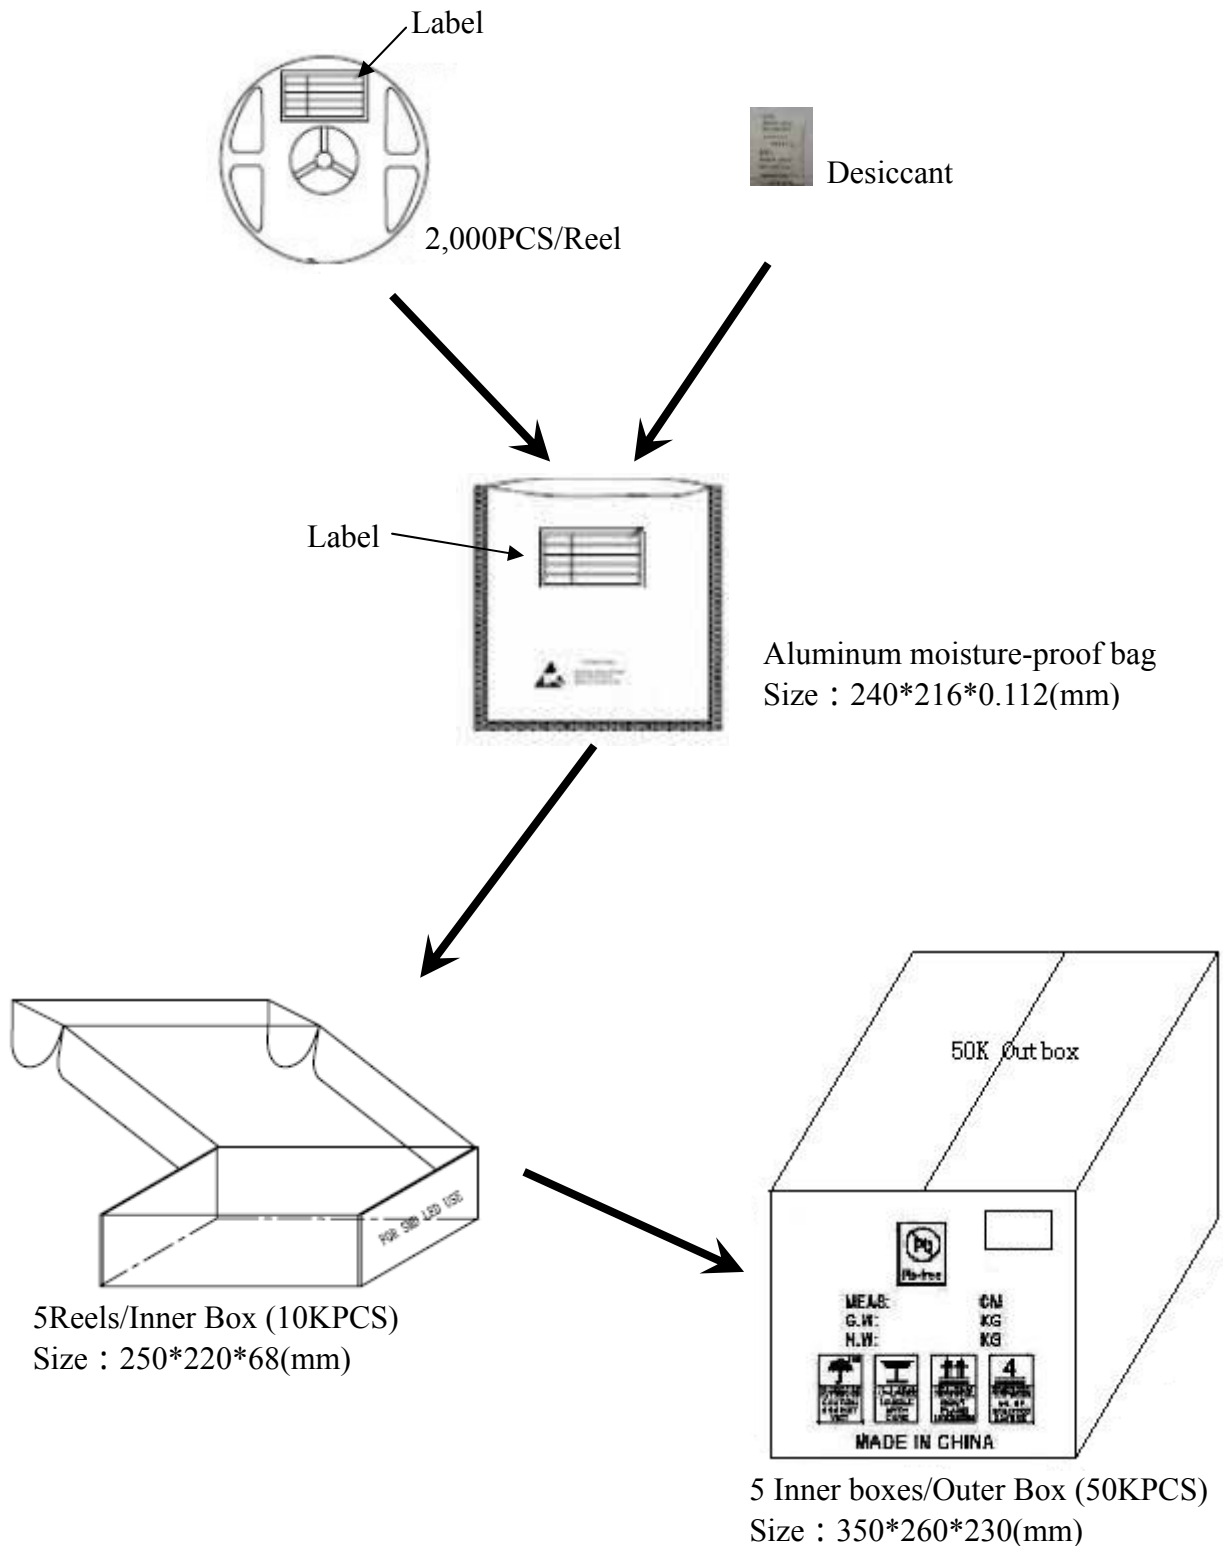 Label
Desiccant
2,000PCS/Reel
Label
Aluminum moisture-proof bag
Size：240*216*0.112(mm)
50K Outbox
FOR SMD LED USE
Pb
Pb-free
MEAS: CM
G.W: KG
N.W: KG
4
MADE IN CHINA
5Reels/Inner Box (10KPCS)
Size：250*220*68(mm)
5 Inner boxes/Outer Box (50KPCS)
Size：350*260*230(mm)